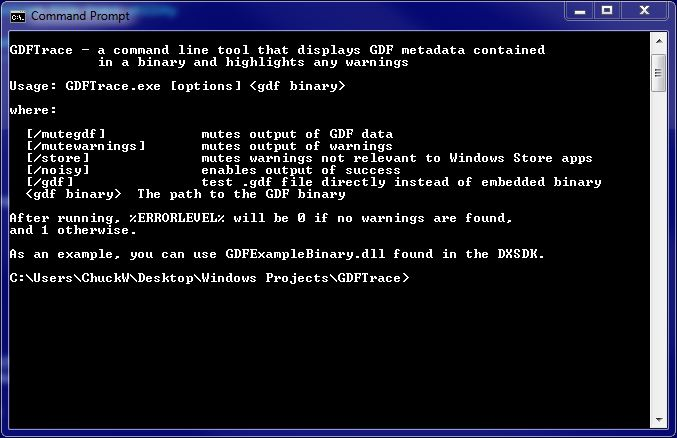 Command Prompt
GDFTrace - a command line tool that displays GDF metadata contained
in a binary and highlights any warnings
Usage: GDFTrace.exe [options] <gdf binary>
where:
[/mutegdf] mutes output of GDF data
[/mutewarnings] mutes output of warnings
[/store] mutes warnings not relevant to Windows Store apps
[/noisy] enables output of success
[/gdf] test .gdf file directly instead of embedded binary
<gdf binary> The path to the GDF binary
After running, %ERRORLEVEL% will be 0 if no warnings are found,
and 1 otherwise.
As an example, you can use GDFExampleBinary.dll found in the DXSDK.
C:\Users\ChuckW\Desktop\Windows Projects\GDFTrace>